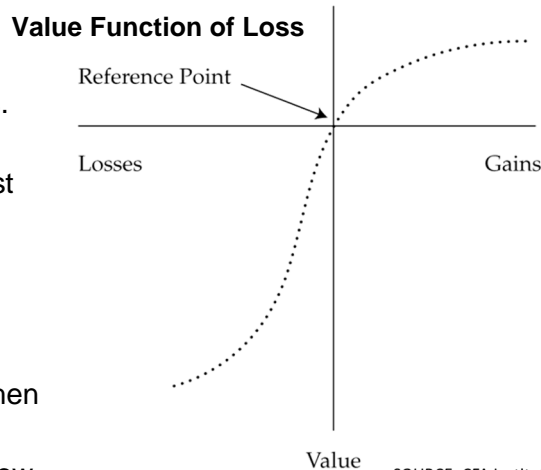 Value Function of Loss
Reference Point
.
Losses
Gains
Value